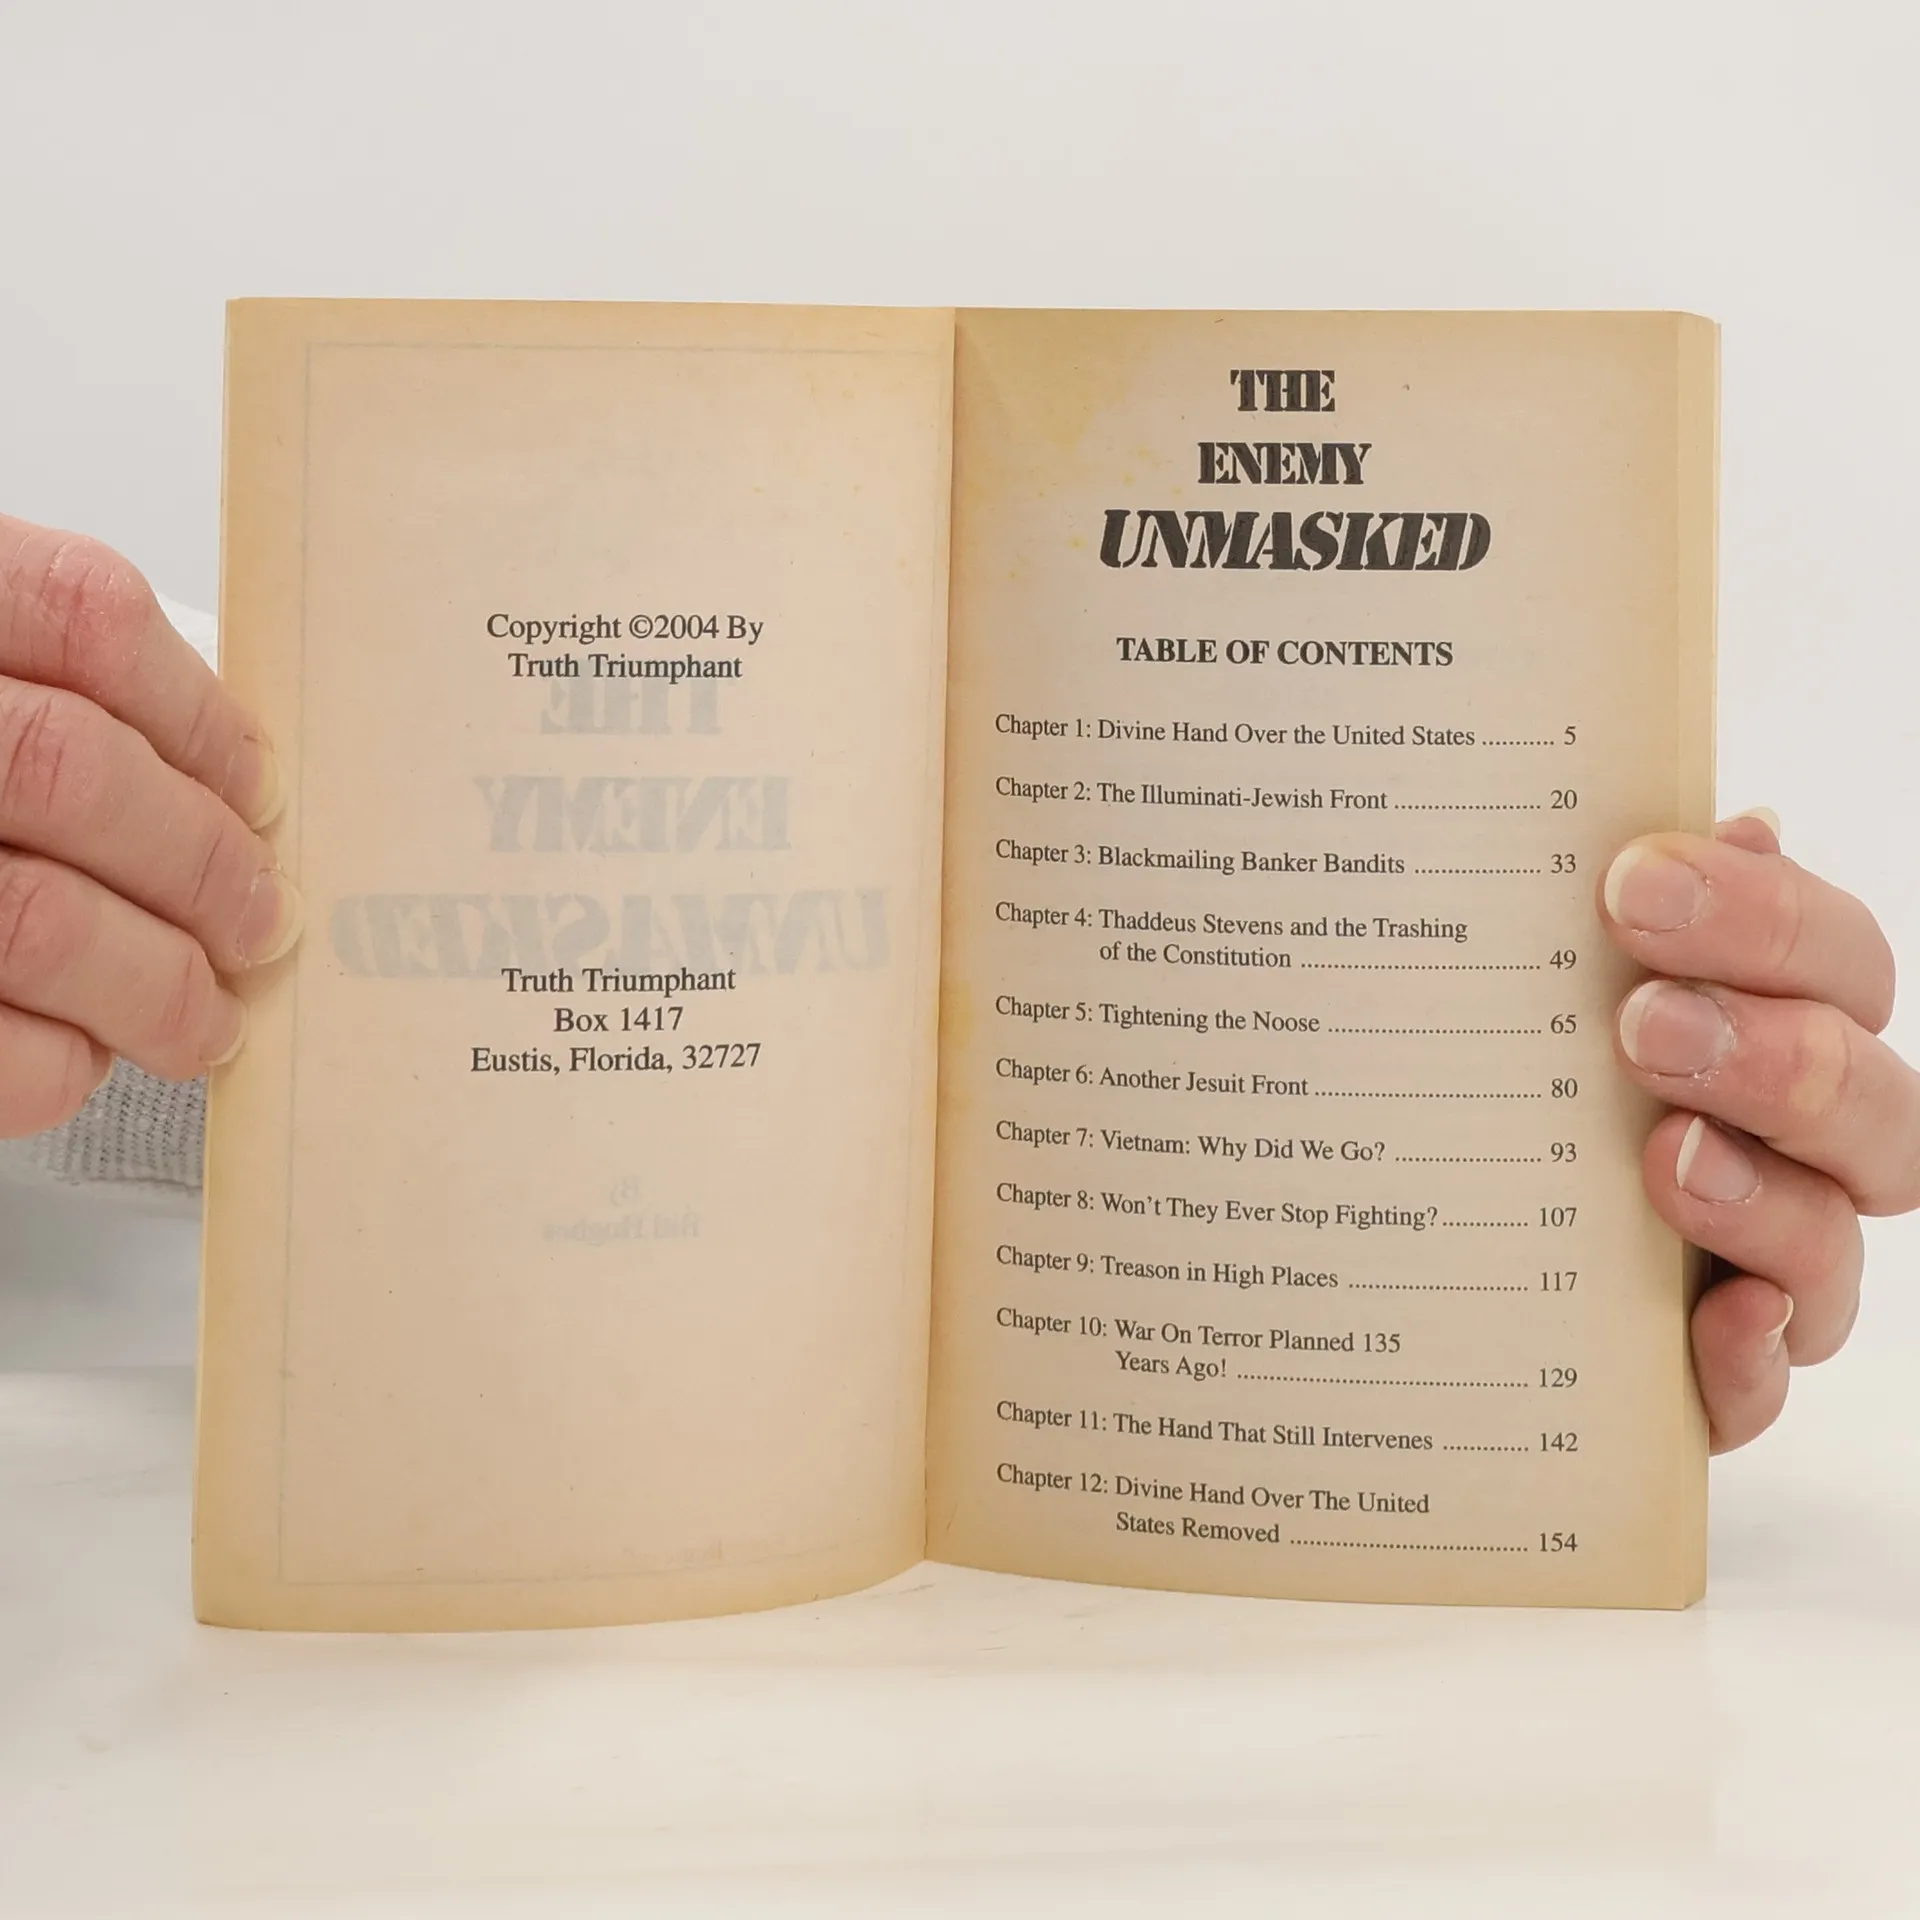 Copyright ©2004 By
Truth Triumphant
Truth Triumphant
Box 1417
Eustis, Florida, 32727
THE
ENEMY
UNMASKED
TABLE OF CONTENTS
Chapter 1: Divine Hand Over the United States ........... 5
Chapter 2: The Illuminati-Jewish Front ...................... 20
Chapter 3: Blackmailing Banker Bandits ................... 33
Chapter 4: Thaddeus Stevens and the Trashing
of the Constitution ..................................... 49
Chapter 5: Tightening the Noose ................................. 65
Chapter 6: Another Jesuit Front ................................... 80
Chapter 7: Vietnam: Why Did We Go? ...................... 93
Chapter 8: Won't They Ever Stop Fighting?............. 107
Chapter 9: Treason in High Places ........................... 117
Chapter 10: War On Terror Planned 135
Years Ago! ............................................. 129
Chapter 11: The Hand That Still Intervenes ............. 142
Chapter 12: Divine Hand Over The United
States Removed ..................................... 154